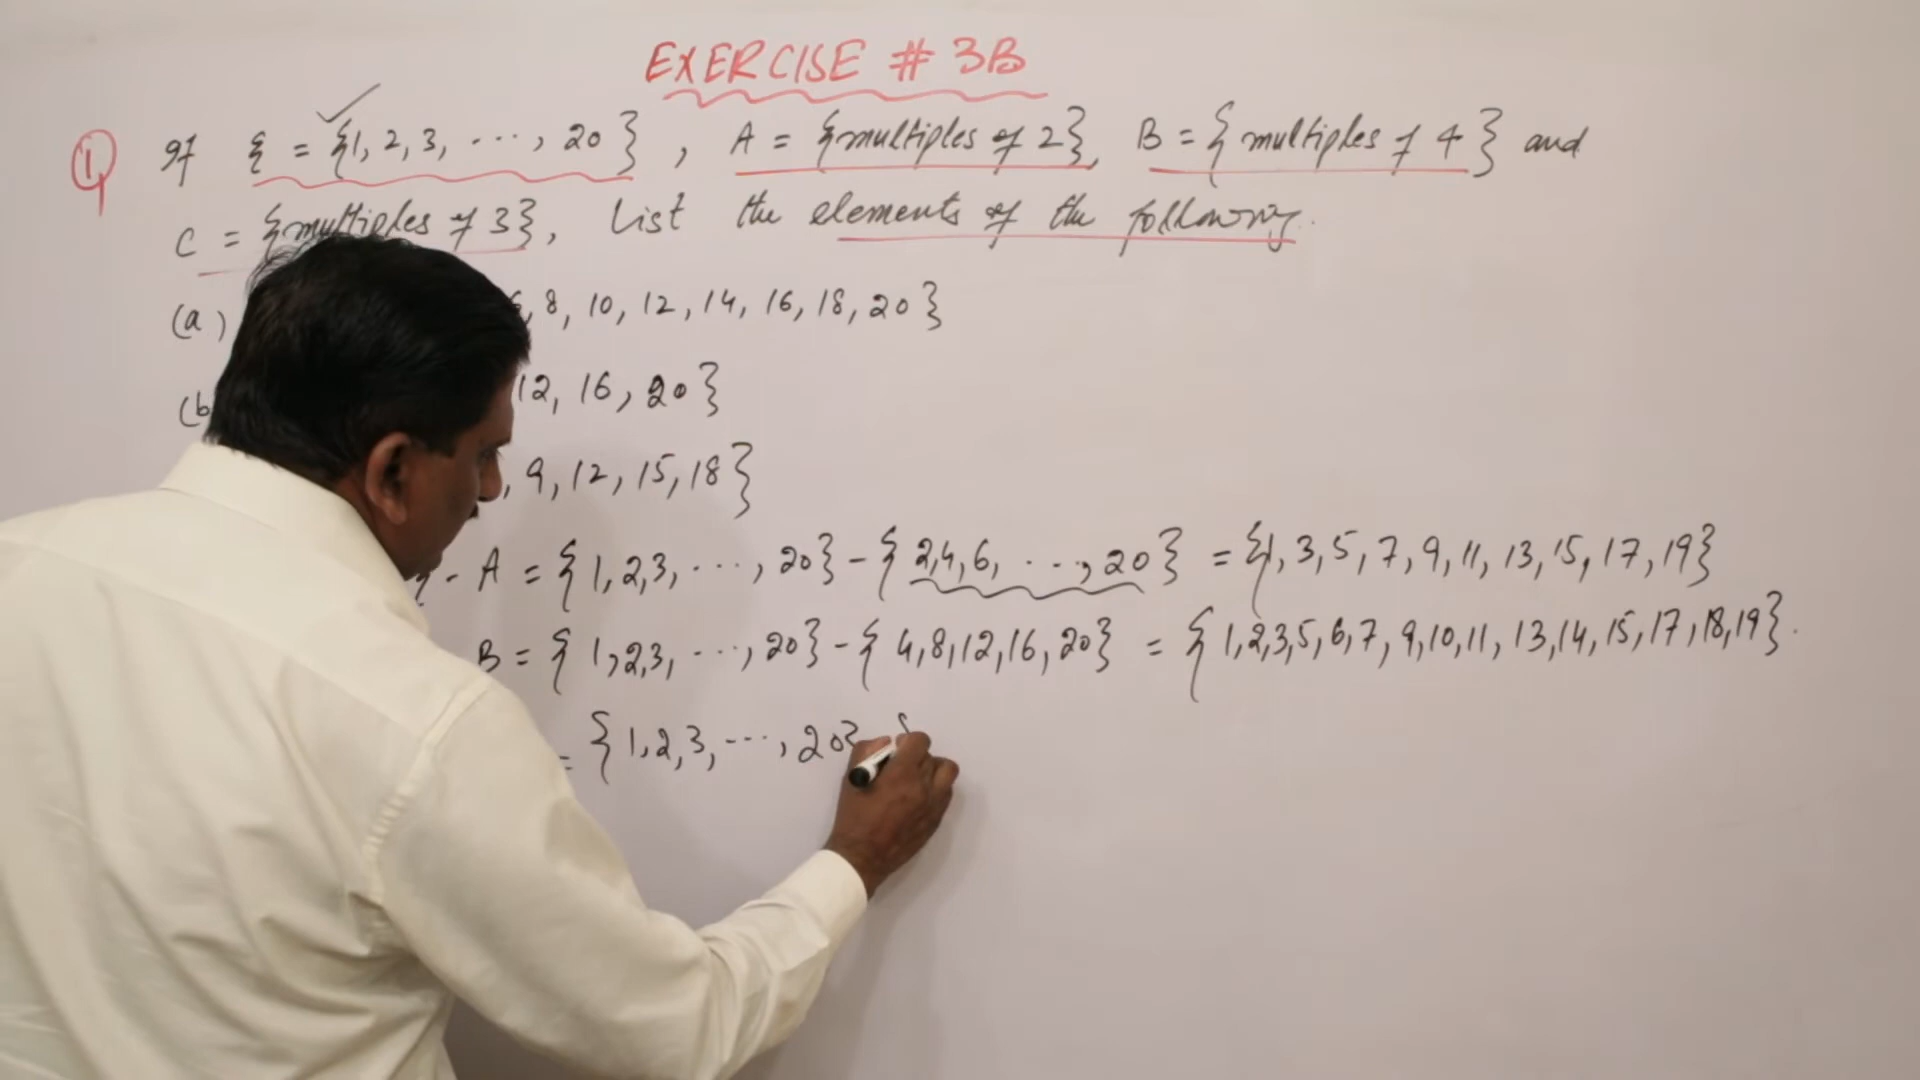 EXERCISE # 3B
① If ξ = {1, 2, 3, ..., 20}, A = {multiples of 2}, B = {multiples of 4} and
C = {multiples of 3}, List the elements of the following.
(a) , 8, 10, 12, 14, 16, 18, 20}
(b 12, 16, 20}
, 9, 12, 15, 18}
- A = {1, 2, 3, ..., 20} - {2, 4, 6, ..., 20} = {1, 3, 5, 7, 9, 11, 13, 15, 17, 19}
B = {1, 2, 3, ..., 20} - {4, 8, 12, 16, 20} = {1, 2, 3, 5, 6, 7, 9, 10, 11, 13, 14, 15, 17, 18, 19}.
= {1, 2, 3, ..., 20} {